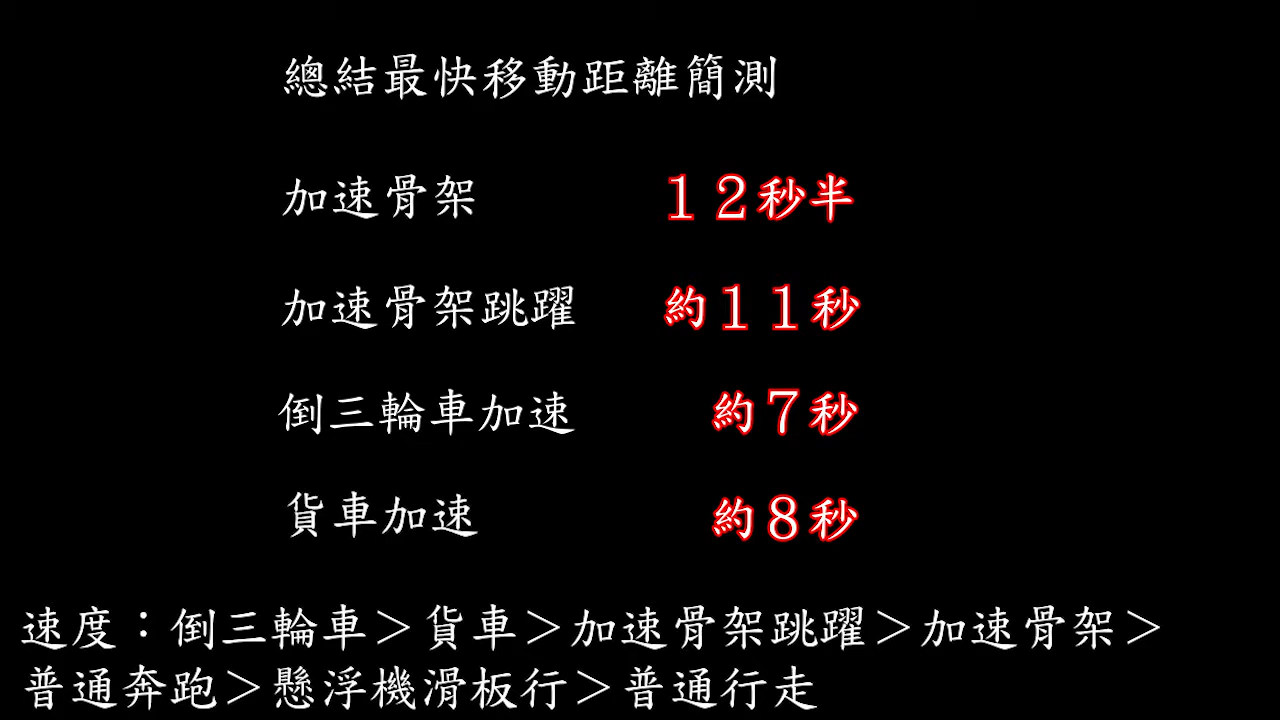 總結最快移動距離簡測
加速骨架 １２秒半
加速骨架跳躍 約１１秒
倒三輪車加速 約７秒
貨車加速 約８秒
速度：倒三輪車＞貨車＞加速骨架跳躍＞加速骨架＞
普通奔跑＞懸浮機滑板行＞普通行走